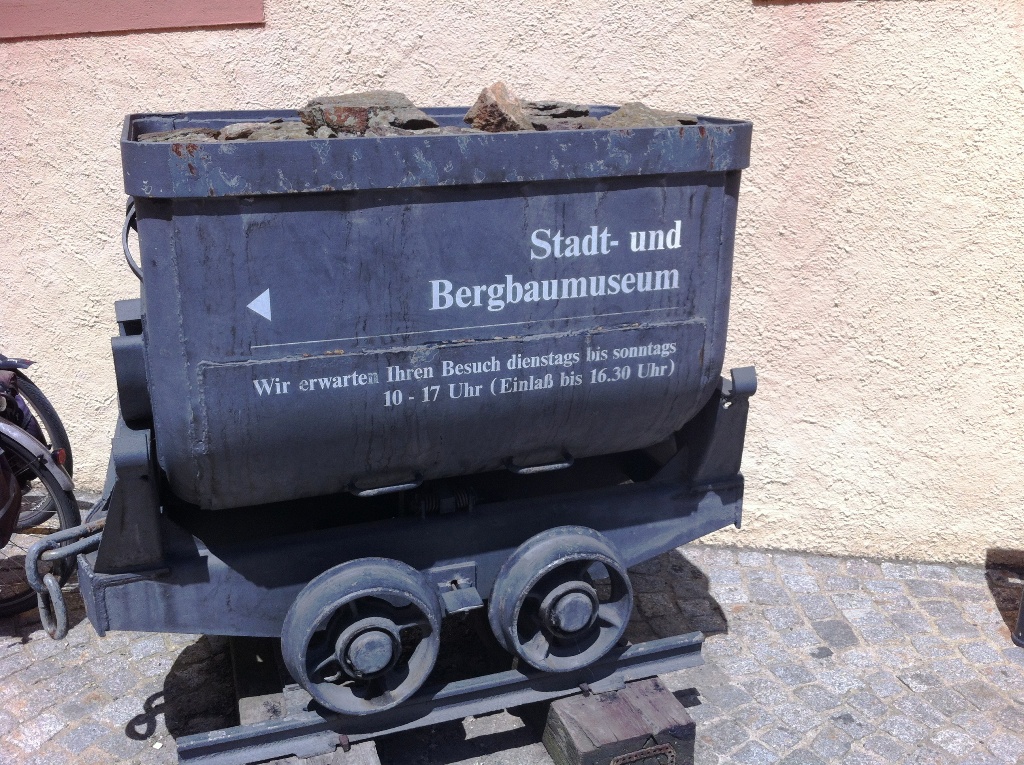 Stadt- und
Bergbaumuseum
Wir erwarten Ihren Besuch dienstags bis sonntags
10 - 17 Uhr (Einlaß bis 16.30 Uhr)